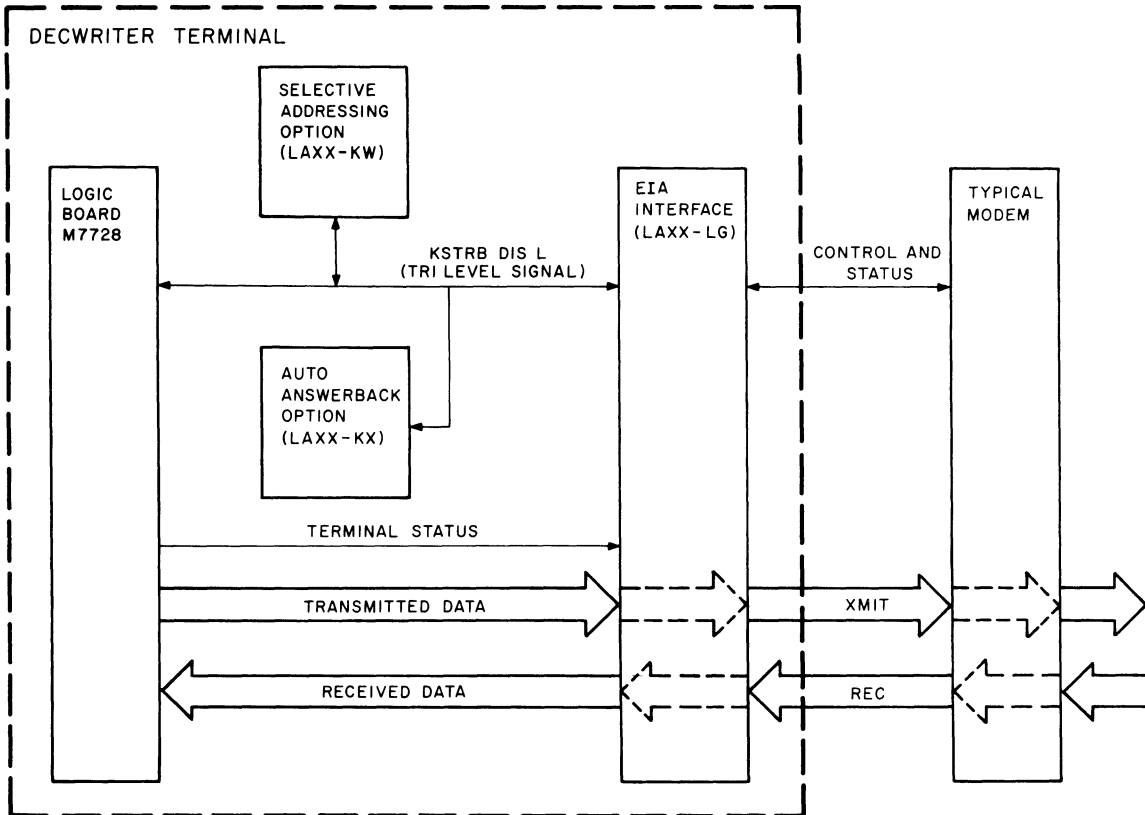 DECWRITER TERMINAL
SELECTIVE
ADDRESSING
OPTION
(LAXX-KW)
LOGIC
BOARD
M7728
EIA
INTERFACE
(LAXX-LG)
TYPICAL
MODEM
KSTRB DIS L
(TRI LEVEL SIGNAL)
CONTROL AND
STATUS
AUTO
ANSWERBACK
OPTION
(LAXX-KX)
TERMINAL STATUS
TRANSMITTED DATA
XMIT
RECEIVED DATA
REC